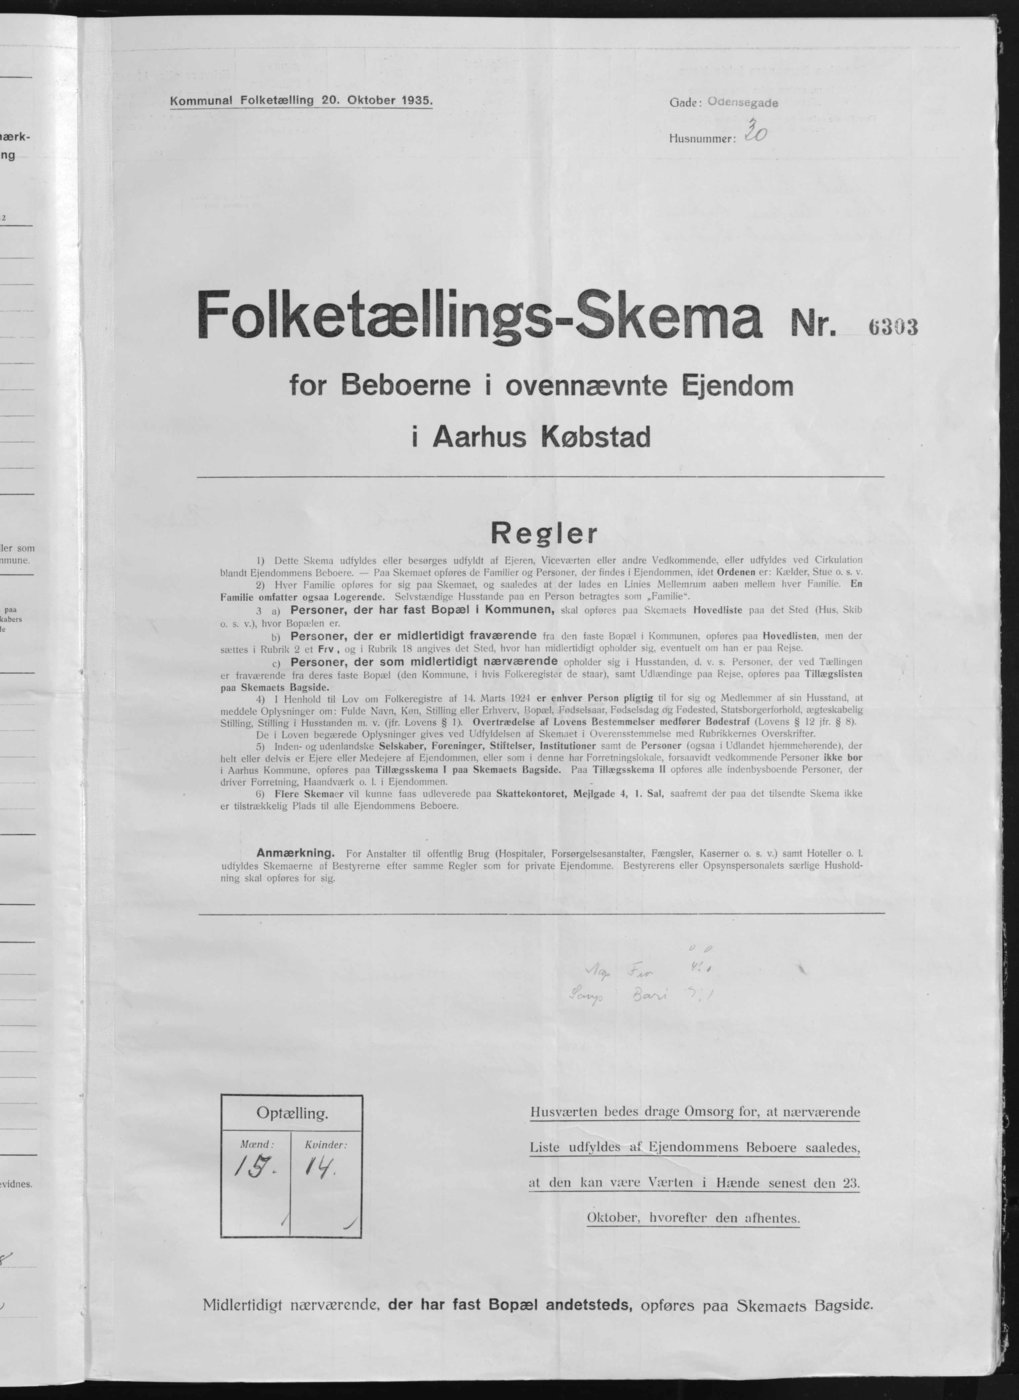 Kommunal Folketælling 20. Oktober 1935.
Gade: Odensegade
Husnummer: 30
Folketællings-Skema Nr. 6303
for Beboerne i ovennævnte Ejendom
i Aarhus Købstad
Regler
1) Dette Skema udfyldes eller besørges udfyldt af Ejeren, Viceværten eller andre Vedkommende, eller udfyldes ved Cirkulation
blandt Ejendommens Beboere. — Paa Skemaet opføres de Familier og Personer, der findes i Ejendommen, idet Ordenen er: Kælder, Stue o. s. v.
2) Hver Familie opføres for sig paa Skemaet, og saaledes at der lades en Linies Mellemrum aaben mellem hver Familie. En
Familie omfatter ogsaa Logerende. Selvstændige Husstande paa en Person betragtes som „Familie“.
3 a) Personer, der har fast Bopæl i Kommunen, skal opføres paa Skemaets Hovedliste paa det Sted (Hus, Skib
o. s. v.), hvor Bopælen er.
b) Personer, der er midlertidigt fraværende fra den faste Bopæl i Kommunen, opføres paa Hovedlisten, men der
sættes i Rubrik 2 et Frv., og i Rubrik 18 angives det Sted, hvor han midlertidigt opholder sig, eventuelt om han er paa Rejse.
c) Personer, der som midlertidigt nærværende opholder sig i Husstanden, d. v. s. Personer, der ved Tællingen
er fraværende fra deres faste Bopæl (den Kommune, i hvis Folkeregister de staar), samt Udlændinge paa Rejse, opføres paa Tillægslisten
paa Skemaets Bagside.
4) I Henhold til Lov om Folkeregistre af 14. Marts 1924 er enhver Person pligtig til for sig og Medlemmer af sin Husstand, at
meddele Oplysninger om: Fulde Navn, Køn, Stilling eller Erhverv, Bopæl, Fødselsaar, Fødselsdag og Fødested, Statsborgerforhold, ægteskabelig
Stilling, Stilling i Husstanden m. v. (jfr. Lovens § 1). Overtrædelse af Lovens Bestemmelser medfører Bødestraf (Lovens § 12 jfr. § 8).
De i Loven begærede Oplysninger gives ved Udfyldelsen af Skemaet i Overensstemmelse med Rubrikkernes Overskrifter.
5) Inden- og udenlandske Selskaber, Foreninger, Stiftelser, Institutioner samt de Personer (ogsaa i Udlandet hjemmehørende), der
helt eller delvis er Ejere eller Medejere af Ejendommen, eller som i denne har Forretningslokale, forsaavidt vedkommende Personer ikke bor
i Aarhus Kommune, opføres paa Tillægsskema I paa Skemaets Bagside. Paa Tillægsskema II opføres alle indenbysboende Personer, der
driver Forretning, Haandværk o. l. i Ejendommen.
6) Flere Skemaer vil kunne faas udleverede paa Skattekontoret, Mejlgade 4, 1. Sal, saafremt der paa det tilsendte Skema ikke
er tilstrækkelig Plads til alle Ejendommens Beboere.
Anmærkning. For Anstalter til offentlig Brug (Hospitaler, Forsørgelsesanstalter, Fængsler, Kaserner o. s. v.) samt Hoteller o. l.
udfyldes Skemaerne af Bestyrerne efter samme Regler som for private Ejendomme. Bestyrerens eller Opsynspersonalets særlige Hushold-
ning skal opføres for sig.
Optælling.
Mænd: Kvinder:
15. 14.
Husværten bedes drage Omsorg for, at nærværende
Liste udfyldes af Ejendommens Beboere saaledes,
at den kan være Værten i Hænde senest den 23.
Oktober, hvorefter den afhentes.
Midlertidigt nærværende, der har fast Bopæl andetsteds, opføres paa Skemaets Bagside.